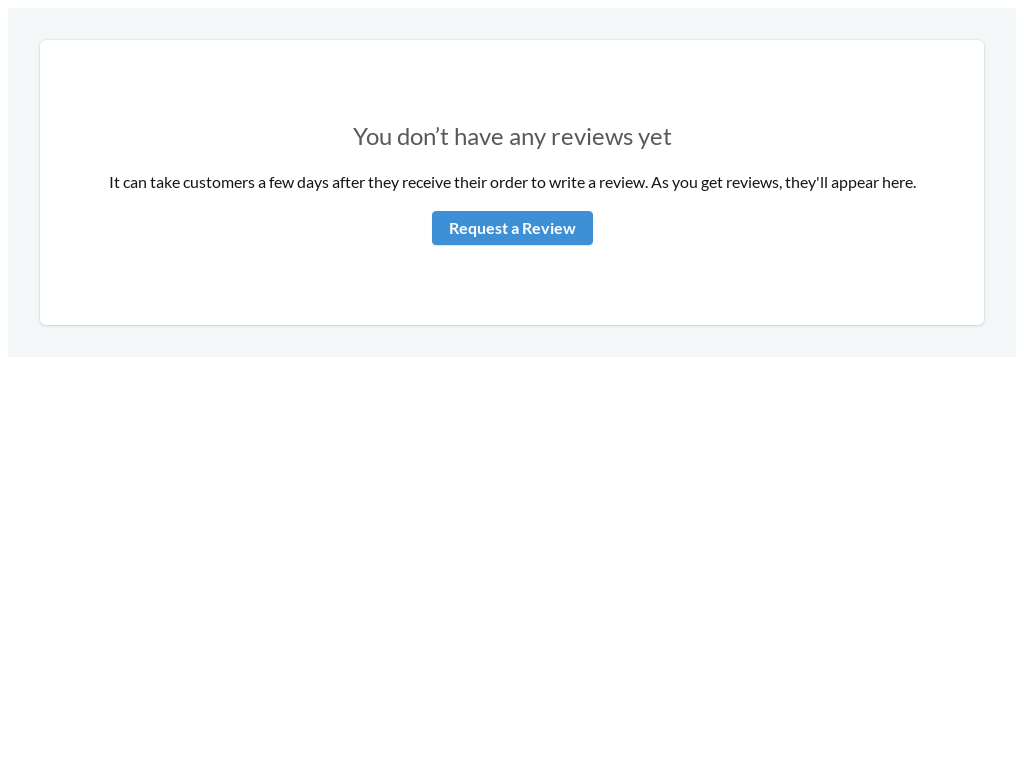 You don’t have any reviews yet
It can take customers a few days after they receive their order to write a review. As you get reviews, they'll appear here.
Request a Review